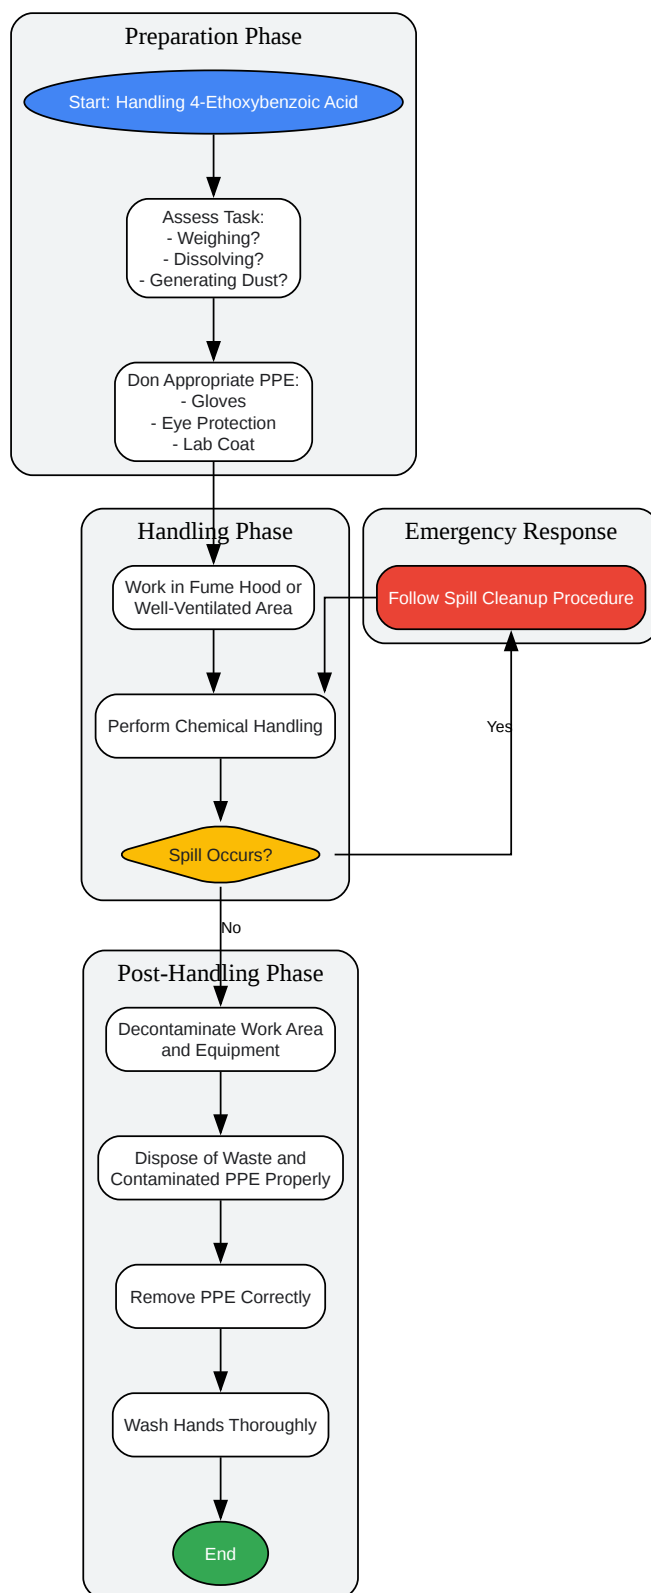 Preparation Phase
Start: Handling 4-Ethoxybenzoic Acid
Assess Task:
- Weighing?
- Dissolving?
- Generating Dust?
Don Appropriate PPE:
- Gloves
- Eye Protection
- Lab Coat
Handling Phase
Emergency Response
Work in Fume Hood or
Well-Ventilated Area
Follow Spill Cleanup Procedure
Perform Chemical Handling
Yes
Spill Occurs?
No
Post-Handling Phase
Decontaminate Work Area
and Equipment
Dispose of Waste and
Contaminated PPE Properly
Remove PPE Correctly
Wash Hands Thoroughly
End